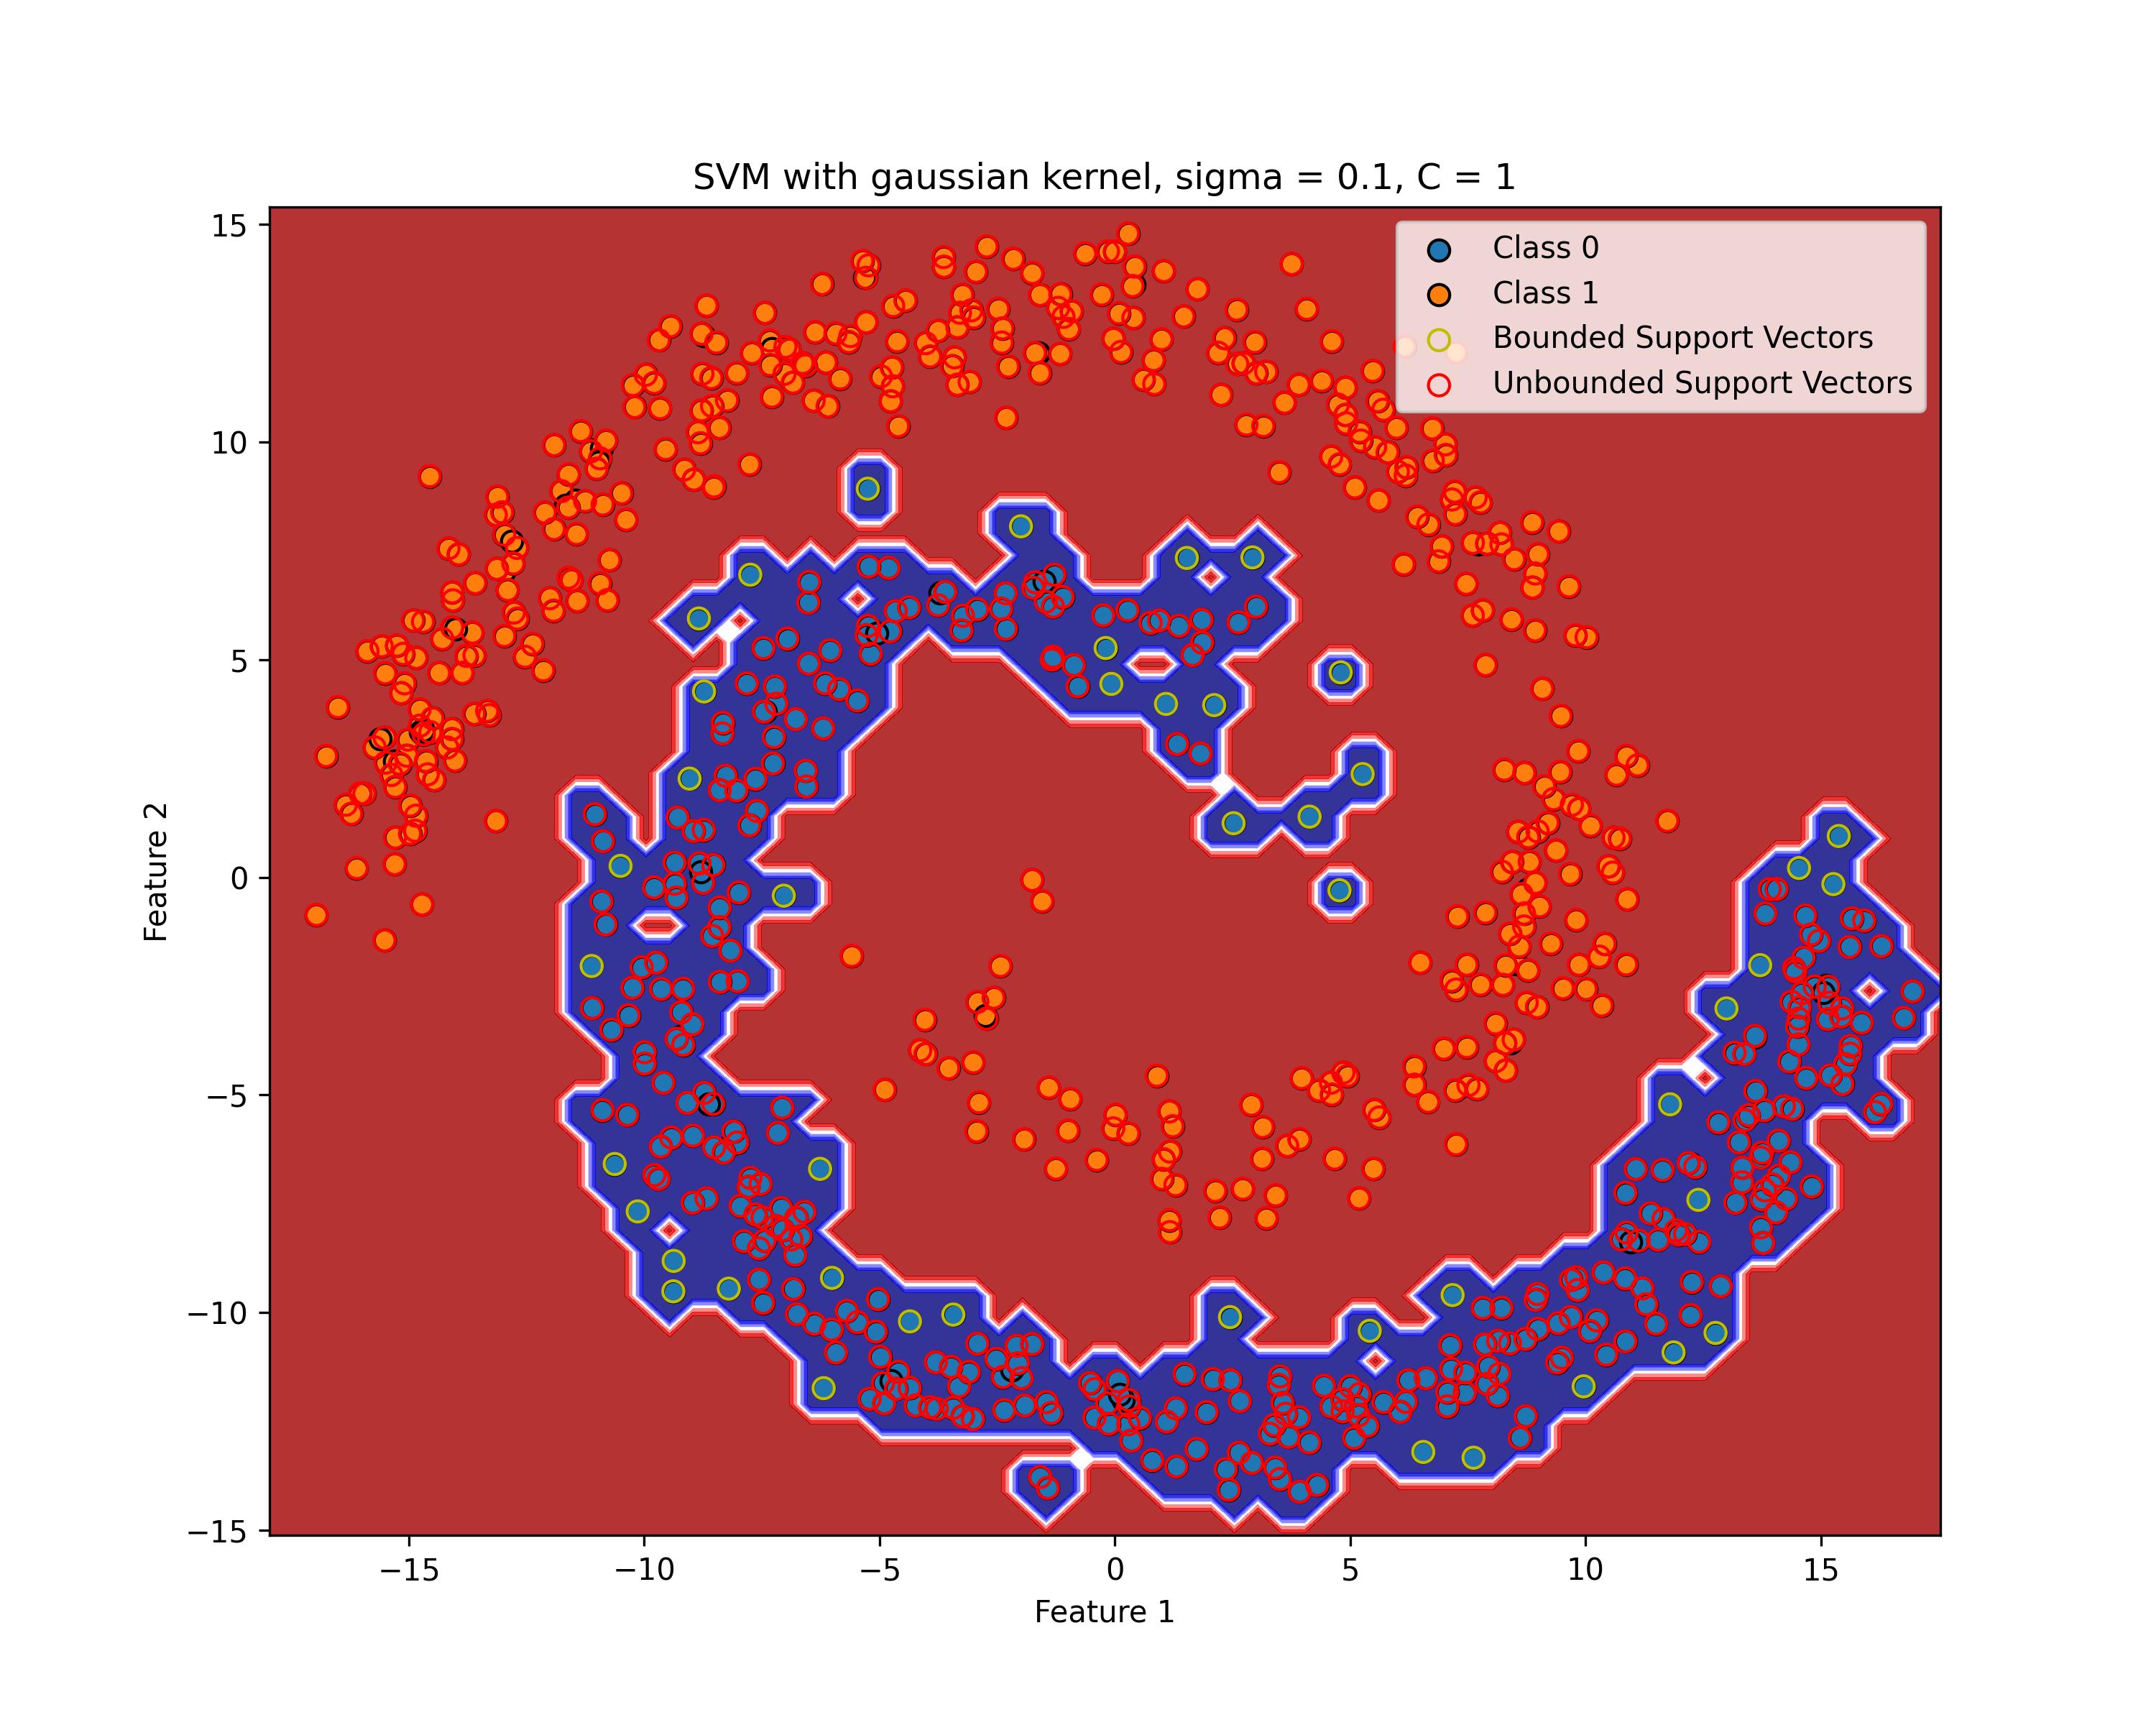 SVM with gaussian kernel, sigma = 0.1, C = 1
Class 0
Class 1
Bounded Support Vectors
Unbounded Support Vectors
15
10
5
0
−5
−10
−15
Feature 2
−15 −10 −5 0 5 10 15
Feature 1